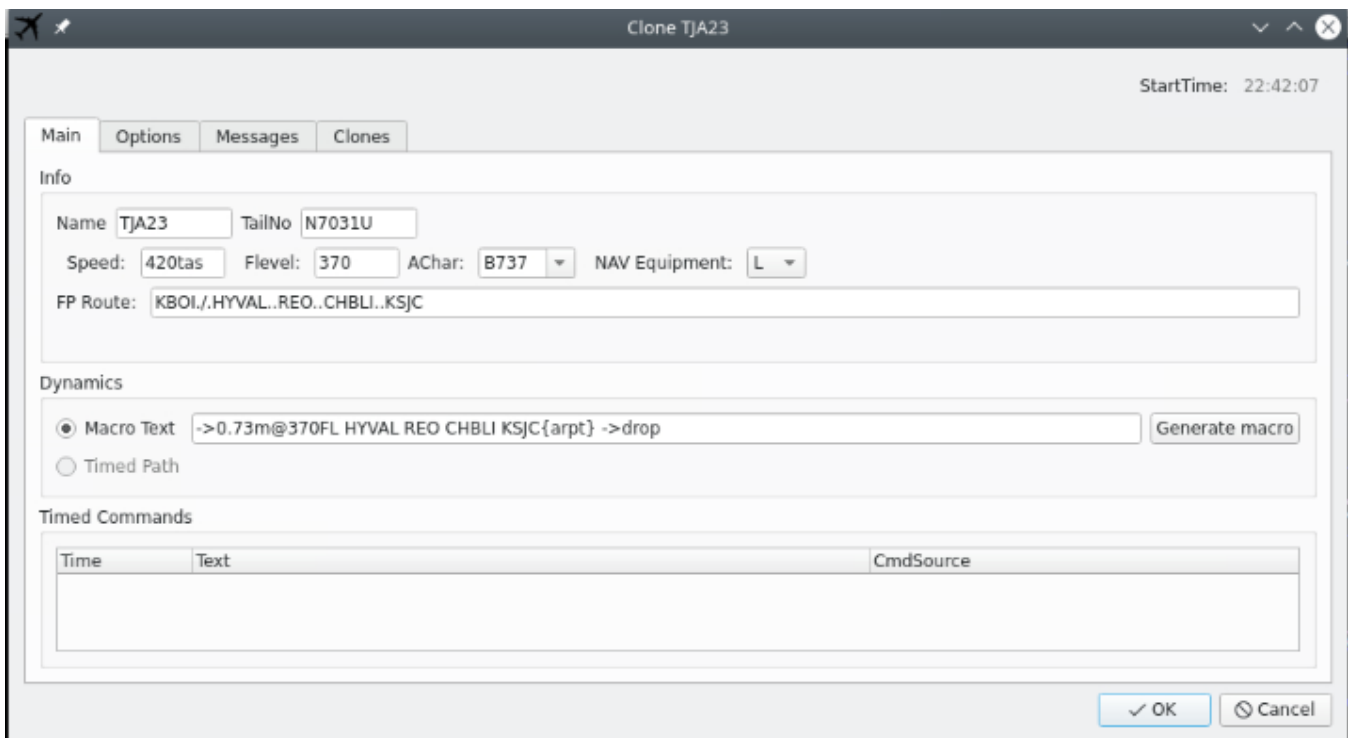 Clone TJA23
StartTime: 22:42:07
Main Options Messages Clones
Info
Name TJA23 TailNo N7031U
Speed: 420tas Flevel: 370 AChar: B737 NAV Equipment: L
FP Route: KBOI./.HYVAL..REO..CHBLI..KSJC
Dynamics
Macro Text ->0.73m@370FL HYVAL REO CHBLI KSJC{arpt} ->drop Generate macro
Timed Path
Timed Commands
Time Text CmdSource
OK Cancel